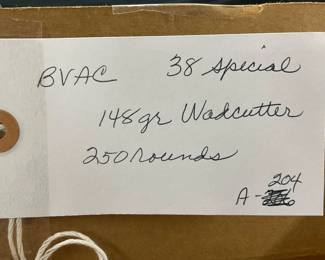 BVAC 38 Special
148gr Wadcutter
250 rounds
204
A-